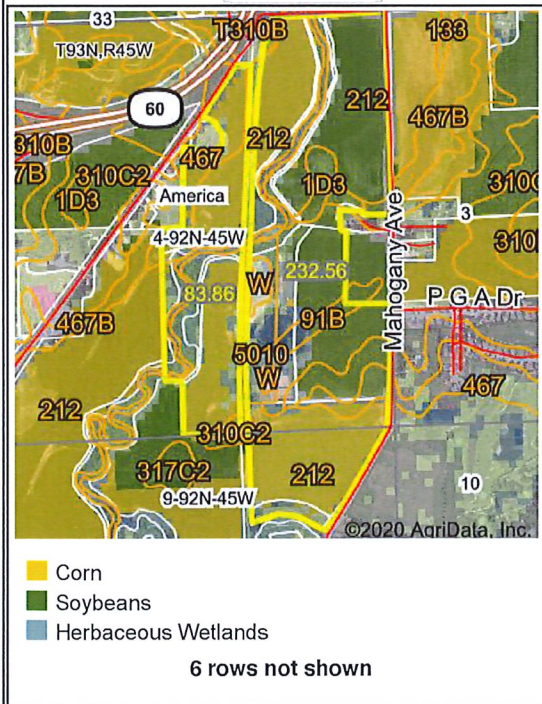 33
T93N,R45W
T310B
133
60
212
467B
310B
212
7B
310C2
467
1D3
310
1D3
America
3
4-92N-45W
310
83.86
W
232.56
Mahogany Ave
P G A Dr
467B
91B
5010
W
467
212
310C2
317C2
212
10
9-92N-45W
©2020 AgriData, Inc.
Corn
Soybeans
Herbaceous Wetlands
6 rows not shown